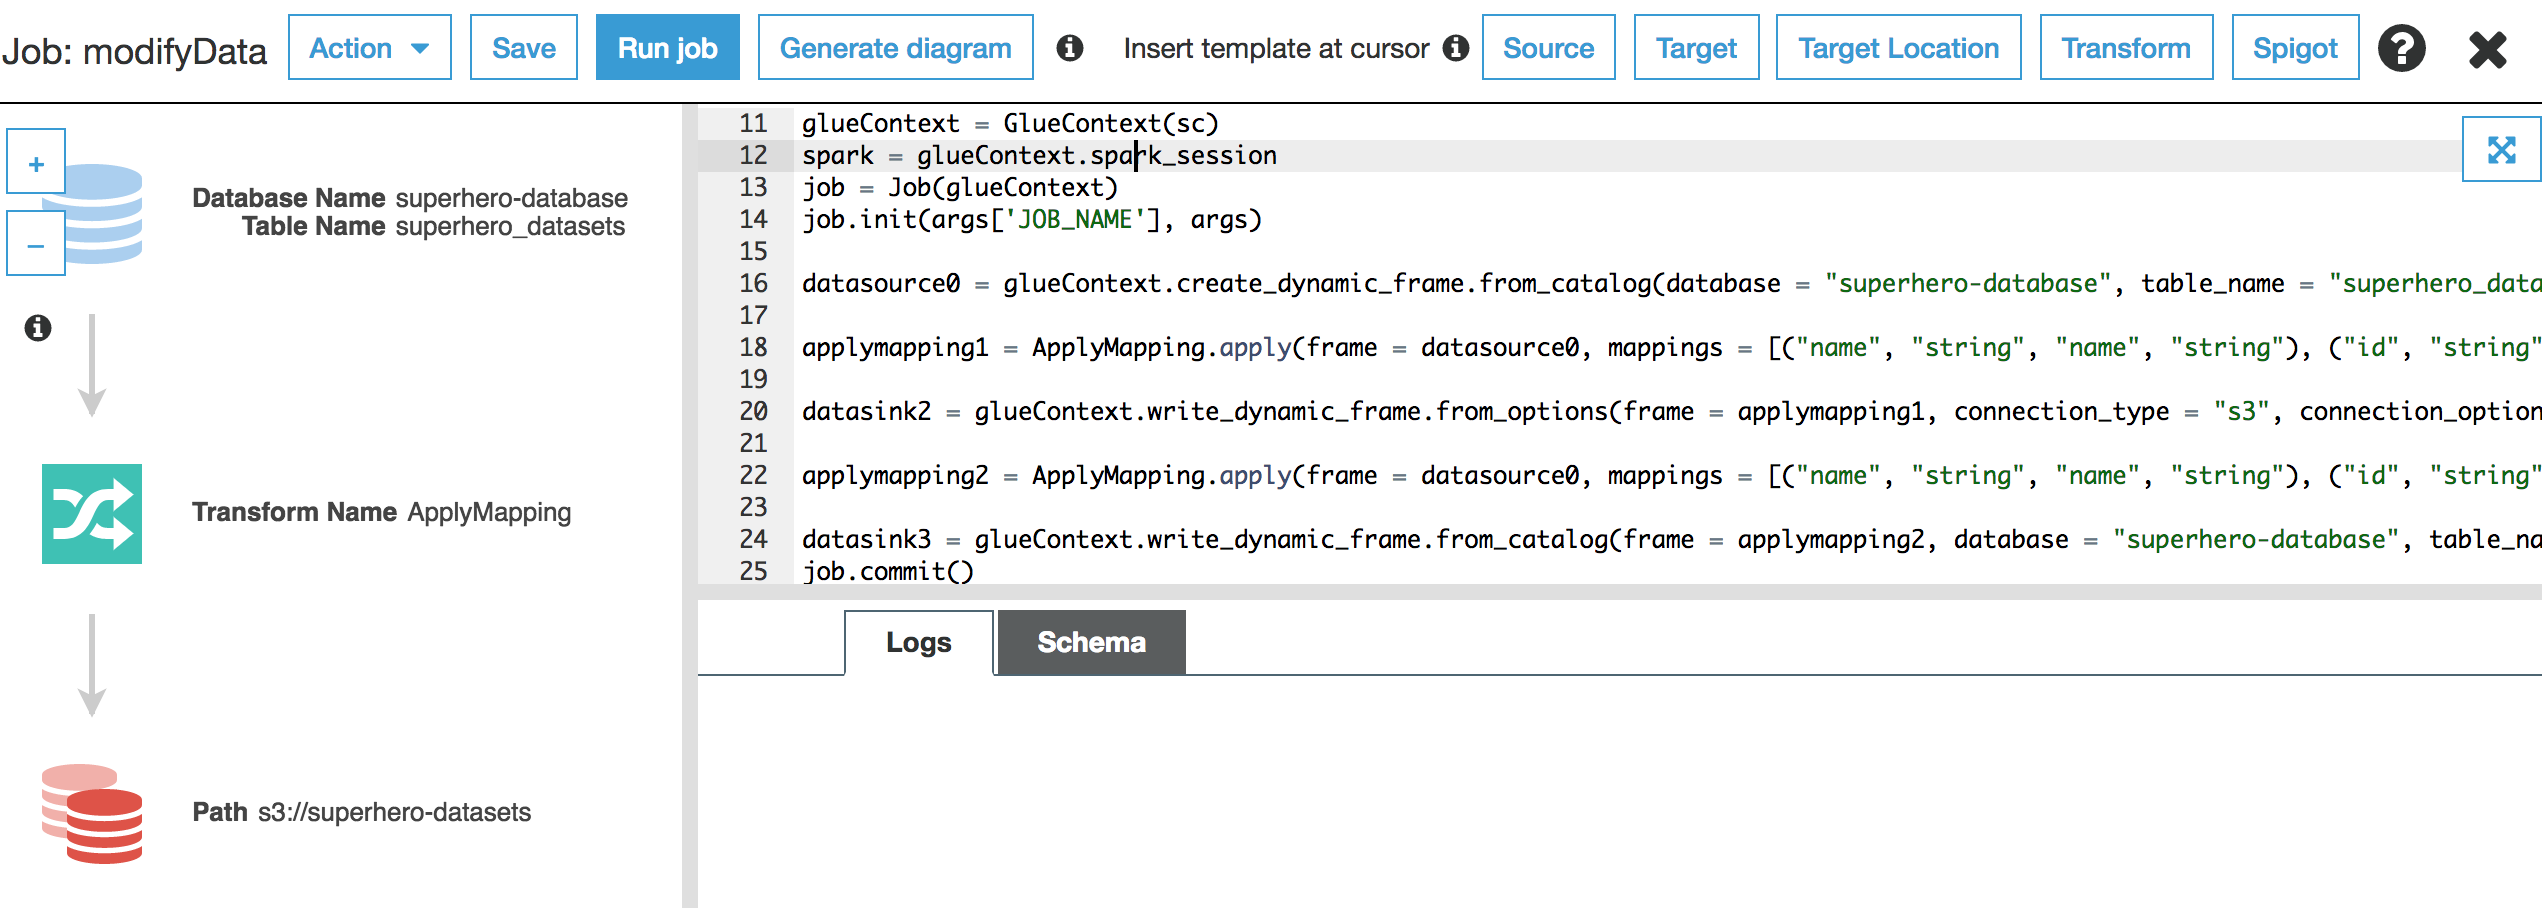 Job: modifyData Action Save Run job Generate diagram Insert template at cursor Source Target Target Location Transform Spigot
+
−
Database Name superhero-database
Table Name superhero_datasets
Transform Name ApplyMapping
Path s3://superhero-datasets
11 glueContext = GlueContext(sc)
12 spark = glueContext.spark_session
13 job = Job(glueContext)
14 job.init(args['JOB_NAME'], args)
15
16 datasource0 = glueContext.create_dynamic_frame.from_catalog(database = "superhero-database", table_name = "superhero_data
17
18 applymapping1 = ApplyMapping.apply(frame = datasource0, mappings = [("name", "string", "name", "string"), ("id", "string"
19
20 datasink2 = glueContext.write_dynamic_frame.from_options(frame = applymapping1, connection_type = "s3", connection_option
21
22 applymapping2 = ApplyMapping.apply(frame = datasource0, mappings = [("name", "string", "name", "string"), ("id", "string"
23
24 datasink3 = glueContext.write_dynamic_frame.from_catalog(frame = applymapping2, database = "superhero-database", table_na
25 job.commit()
Logs Schema